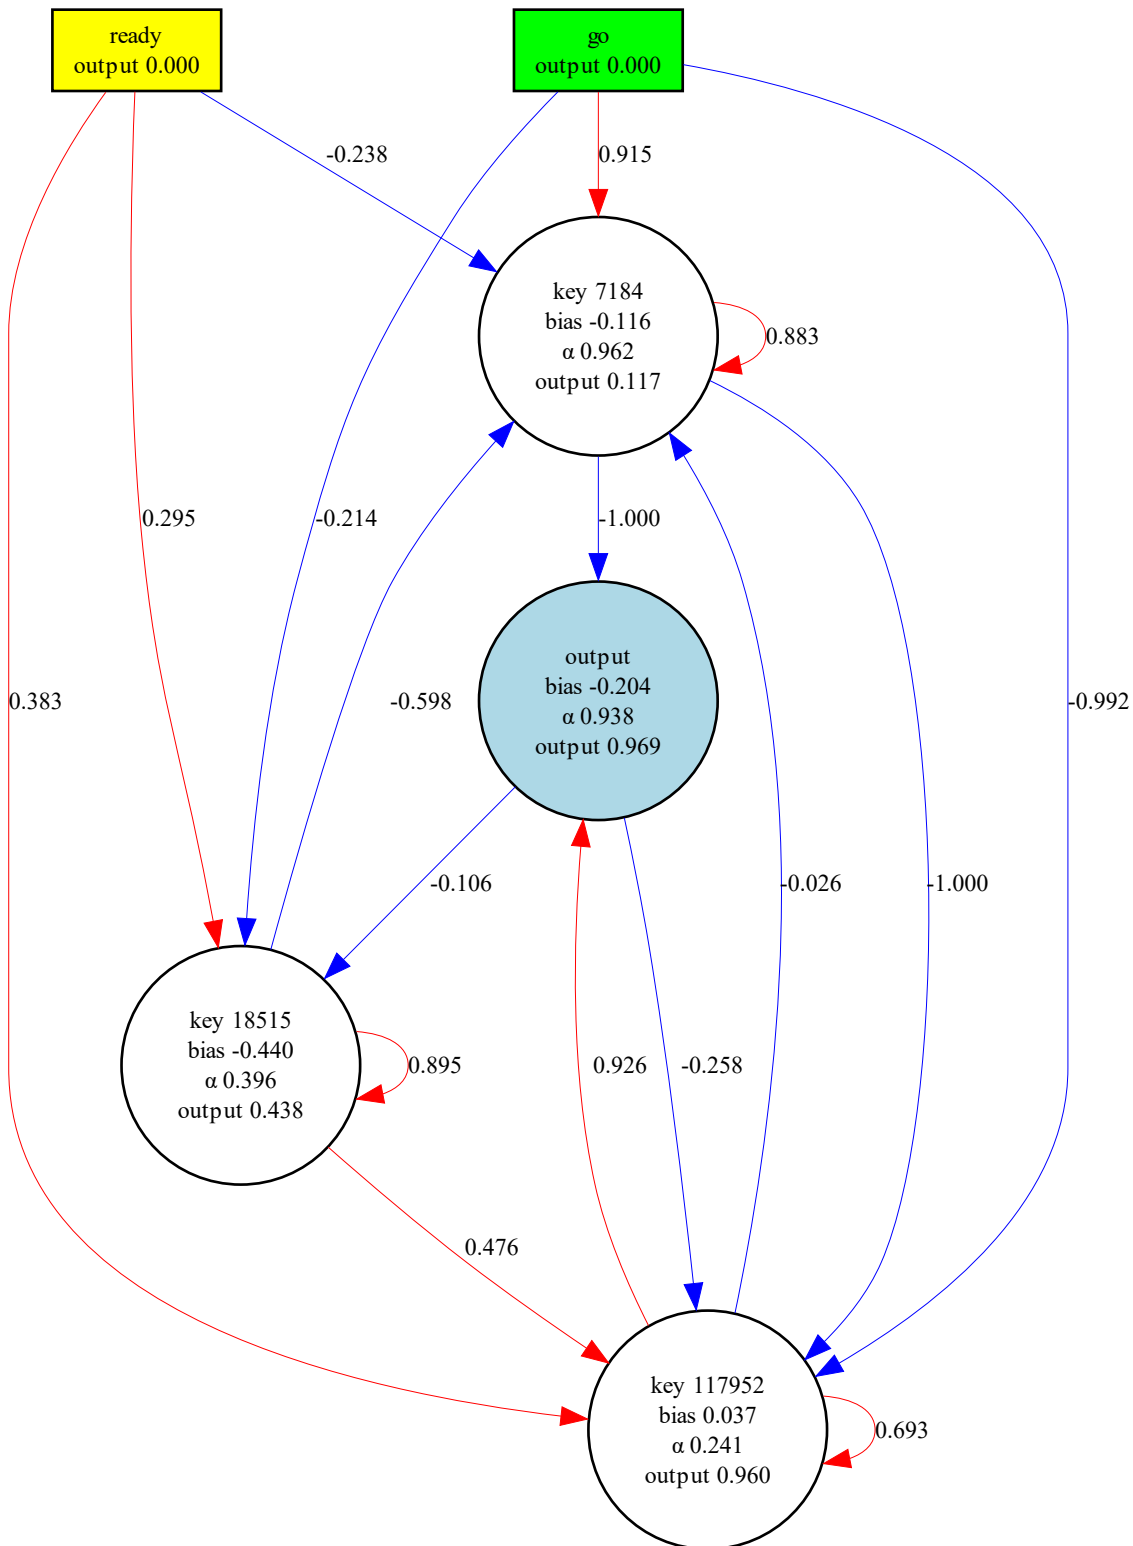 ready
output 0.000
go
output 0.000
-0.238
0.915
key 7184
bias -0.116
α 0.962
output 0.117
0.883
0.295
-0.214
-1.000
output
bias -0.204
α 0.938
output 0.969
0.383
-0.598
-0.992
-0.106
-0.026
-1.000
key 18515
bias -0.440
α 0.396
output 0.438
0.895
0.926
-0.258
0.476
key 117952
bias 0.037
α 0.241
output 0.960
0.693